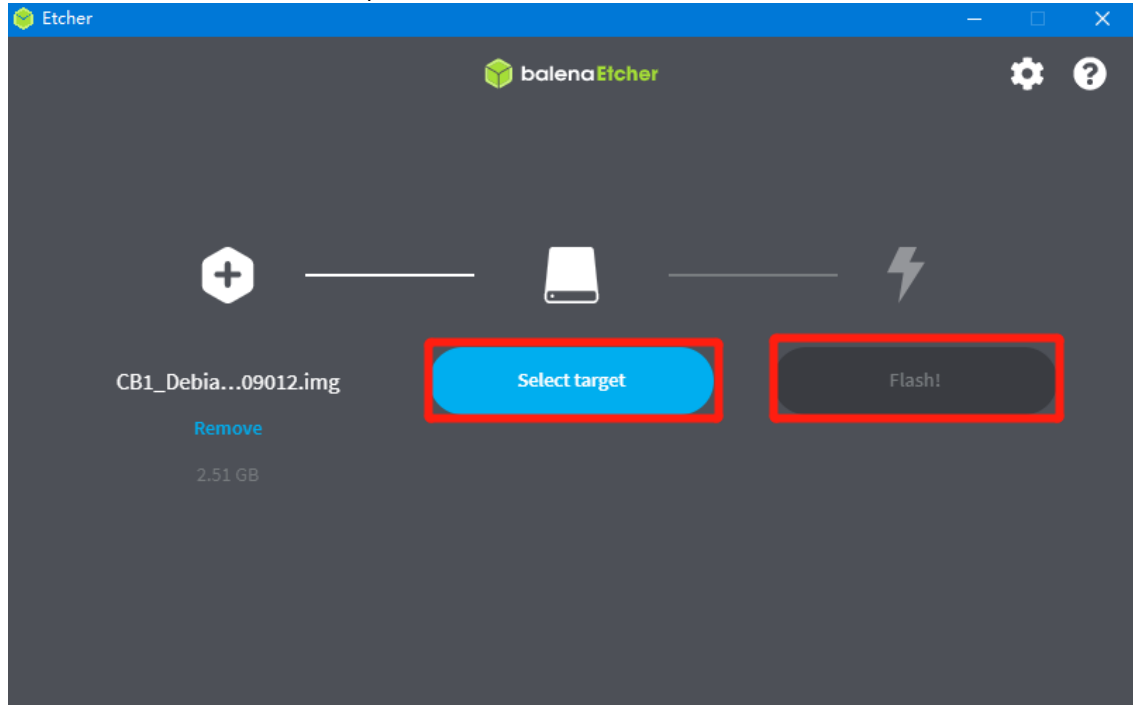 Etcher
balenaEtcher
CB1_Debia...09012.img
Select target
Flash!
Remove
2.51 GB